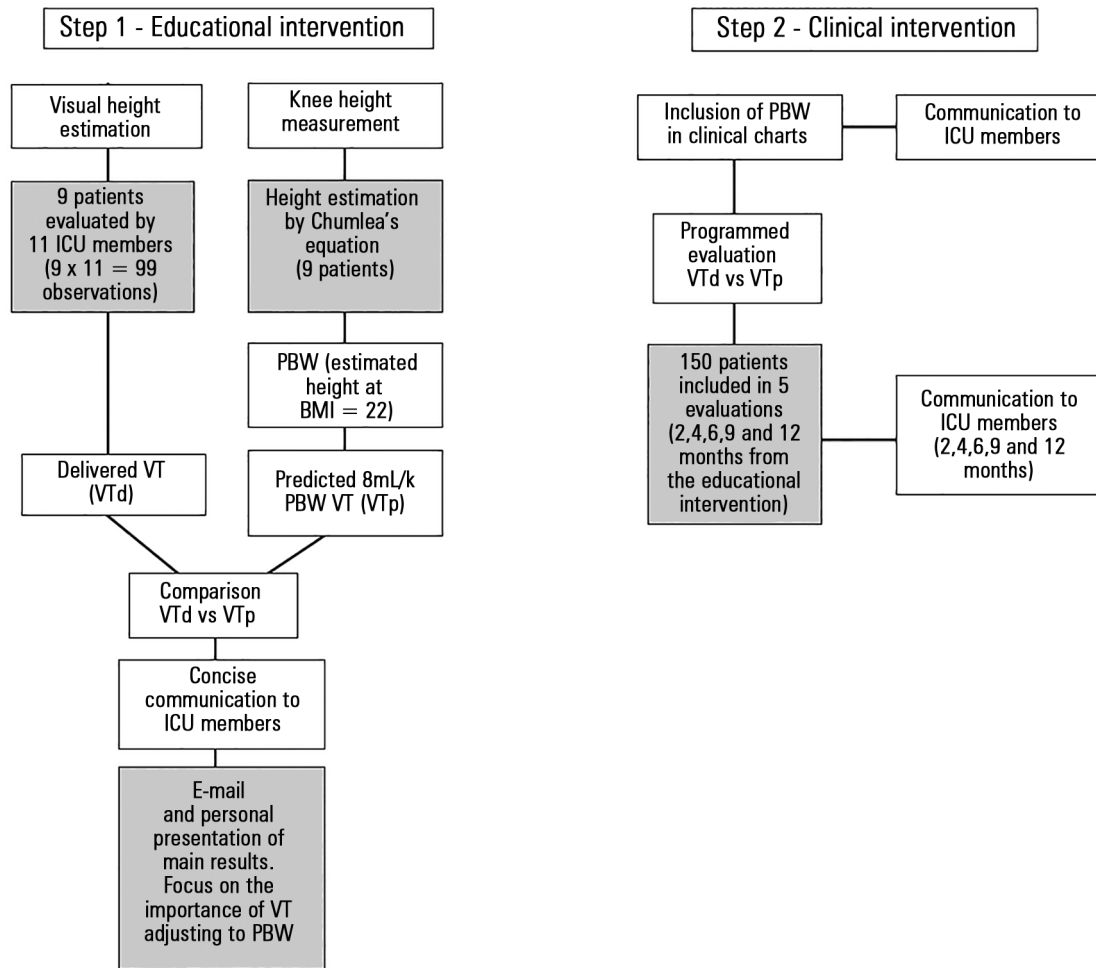 Step 1 - Educational intervention
Visual height
estimation
Knee height
measurement
9 patients
evaluated by
11 ICU members
(9 x 11 = 99
observations)
Height estimation
by Chumlea's
equation
(9 patients)
PBW (estimated
height at
BMI = 22)
Delivered VT
(VTd)
Predicted 8mL/k
PBW VT (VTp)
Comparison
VTd vs VTp
Concise
communication to
ICU members
E-mail
and personal
presentation of
main results.
Focus on the
importance of VT
adjusting to PBW
Step 2 - Clinical intervention
Inclusion of PBW
in clinical charts
Communication to
ICU members
Programmed
evaluation
VTd vs VTp
150 patients
included in 5
evaluations
(2,4,6,9 and 12
months from
the educational
intervention)
Communication to
ICU members
(2,4,6,9 and 12
months)